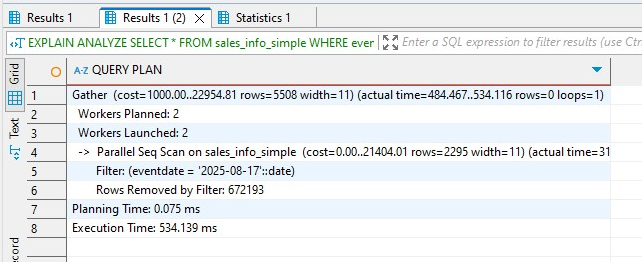 Results 1 Results 1 (2) Statistics 1
EXPLAIN ANALYZE SELECT * FROM sales_info_simple WHERE even Enter a SQL expression to filter results (use Ctr
Grid
Text
ecord
A-Z QUERY PLAN
1 Gather (cost=1000.00..22954.81 rows=5508 width=11) (actual time=484.467..534.116 rows=0 loops=1)
2 Workers Planned: 2
3 Workers Launched: 2
4 -> Parallel Seq Scan on sales_info_simple (cost=0.00..21404.01 rows=2295 width=11) (actual time=31
5 Filter: (eventdate = '2025-08-17'::date)
6 Rows Removed by Filter: 672193
7 Planning Time: 0.075 ms
8 Execution Time: 534.139 ms